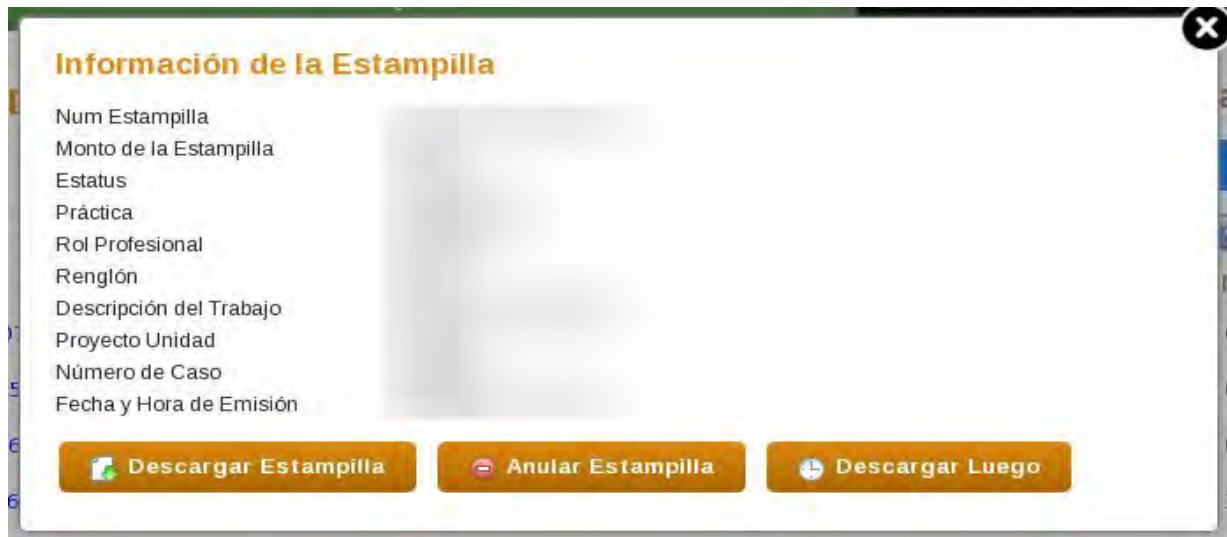 Información de la Estampilla
Num Estampilla
Monto de la Estampilla
Estatus
Práctica
Rol Profesional
Renglón
Descripción del Trabajo
Proyecto Unidad
Número de Caso
Fecha y Hora de Emisión
Descargar Estampilla Anular Estampilla Descargar Luego